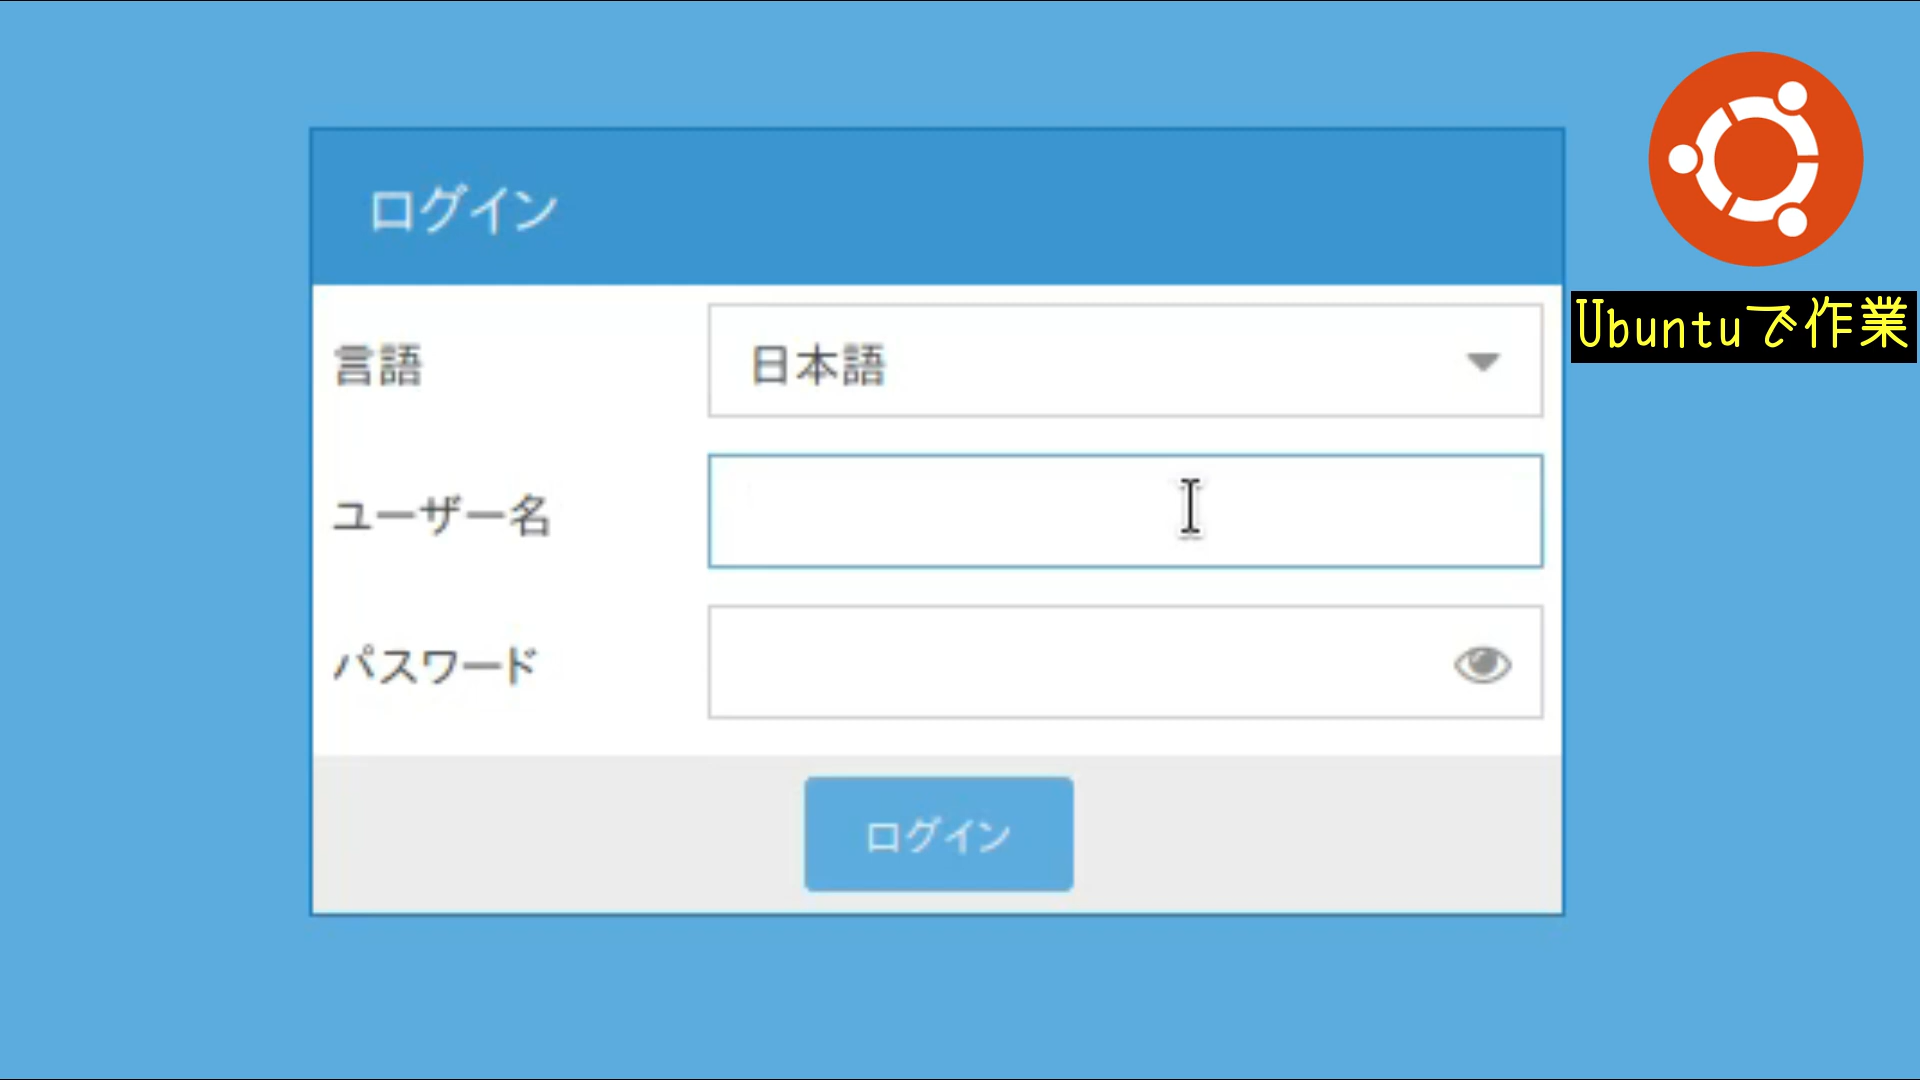 ログイン
Ubuntuで作業
言語
日本語
ユーザー名
パスワード
ログイン